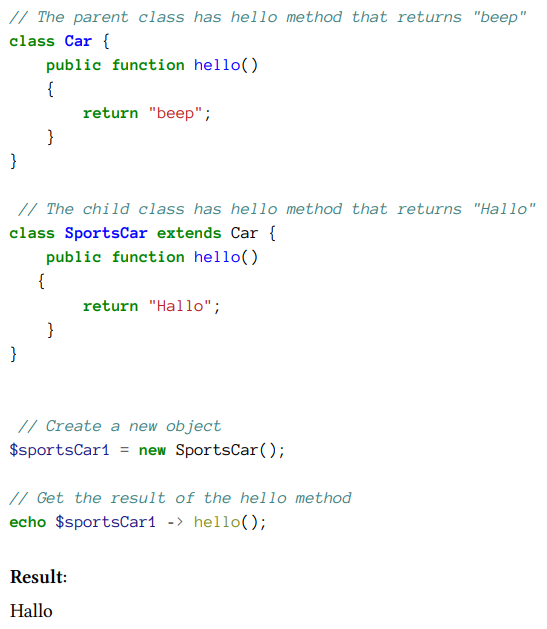 // The parent class has hello method that returns "beep"
class Car {
    public function hello()
    {
        return "beep";
    }
}
 // The child class has hello method that returns "Hallo"
class SportsCar extends Car {
    public function hello()
   {
        return "Hallo";
    }
}
 // Create a new object
$sportsCar1 = new SportsCar();
// Get the result of the hello method
echo $sportsCar1 -> hello();
Result:
Hallo